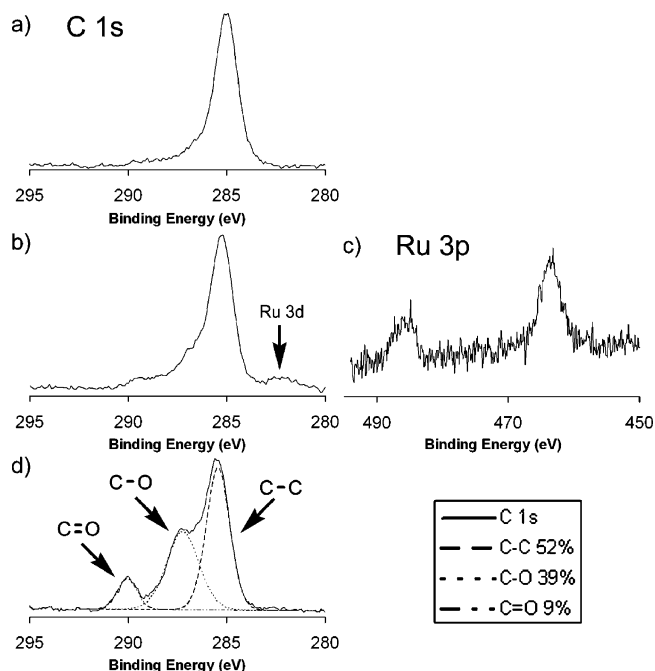 a) C 1s
295 290 285 280
Binding Energy (eV)
b)
Ru 3d
295 290 285 280
Binding Energy (eV)
c) Ru 3p
490 470 450
Binding Energy (eV)
d)
C=O
C-O
C-C
295 290 285 280
Binding Energy (eV)
C 1s
C-C 52%
C-O 39%
C=O 9%